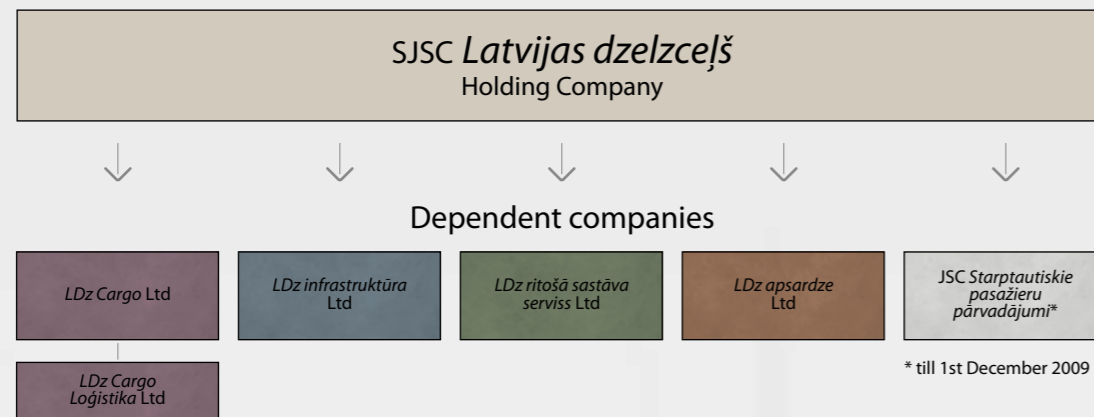 SJSC Latvijas dzelzceļš
Holding Company
Dependent companies
LDz Cargo Ltd
LDz infrastruktūra
Ltd
LDz ritošā sastāva
serviss Ltd
LDz apsardze
Ltd
JSC Starptautiskie
pasažieru
pārvadājumi*
LDz Cargo
Loģistika Ltd
* till 1st December 2009